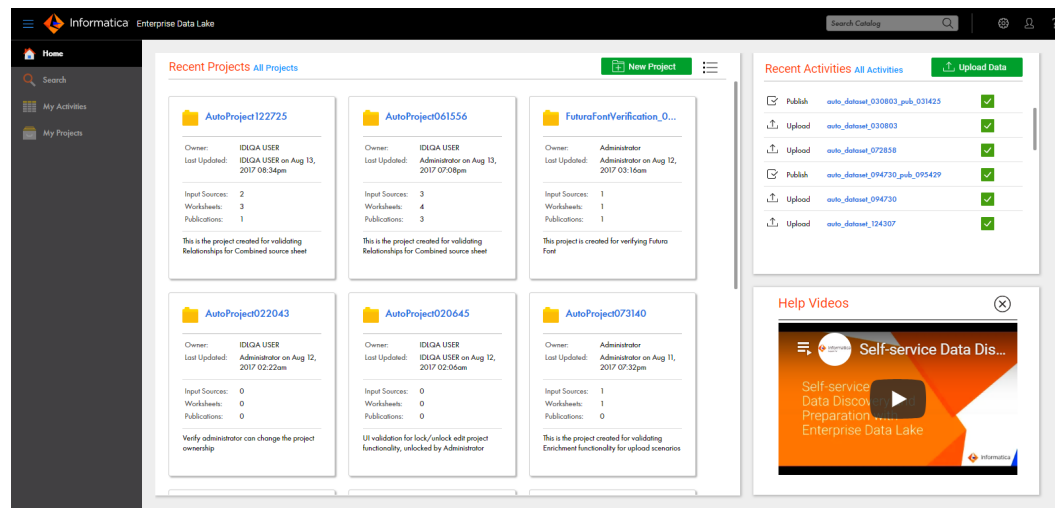 Informatica Enterprise Data Lake
Search Catalog
?
Home
Search
My Activities
My Projects
Recent Projects All Projects
New Project
AutoProject122725
Owner: IDLQA USER
Last Updated: IDLQA USER on Aug 13,
2017 08:34pm
Input Sources: 2
Worksheets: 3
Publications: 1
This is the project created for validating
Relationships for Combined source sheet
AutoProject061556
Owner: IDLQA USER
Last Updated: Administrator on Aug 13,
2017 07:08pm
Input Sources: 3
Worksheets: 4
Publications: 3
This is the project created for validating
Relationships for Combined source sheet
FuturaFontVerification_0...
Owner: Administrator
Last Updated: Administrator on Aug 12,
2017 03:16am
Input Sources: 1
Worksheets: 1
Publications: 1
This project is created for verifying Futura
Font
AutoProject022043
Owner: IDLQA USER
Last Updated: Administrator on Aug 12,
2017 02:22am
Input Sources: 0
Worksheets: 0
Publications: 0
Verify administrator can change the project
ownership
AutoProject020645
Owner: IDLQA USER
Last Updated: IDLQA USER on Aug 12,
2017 02:06am
Input Sources: 0
Worksheets: 0
Publications: 0
UI validation for lock/unlock edit project
functionality, unlocked by Administrator
AutoProject073140
Owner: Administrator
Last Updated: Administrator on Aug 11,
2017 07:32pm
Input Sources: 1
Worksheets: 1
Publications: 0
This is the project created for validating
Enrichment functionality for upload scenarios
Recent Activities All Activities
Upload Data
Publish auto_dataset_030803_pub_031425
Upload auto_dataset_030803
Upload auto_dataset_072858
Publish auto_dataset_094730_pub_095429
Upload auto_dataset_094730
Upload auto_dataset_124307
Help Videos
informatica
Self-service Data Dis...
Self-service
Data Discovery and
Preparation with
Enterprise Data Lake
informatica